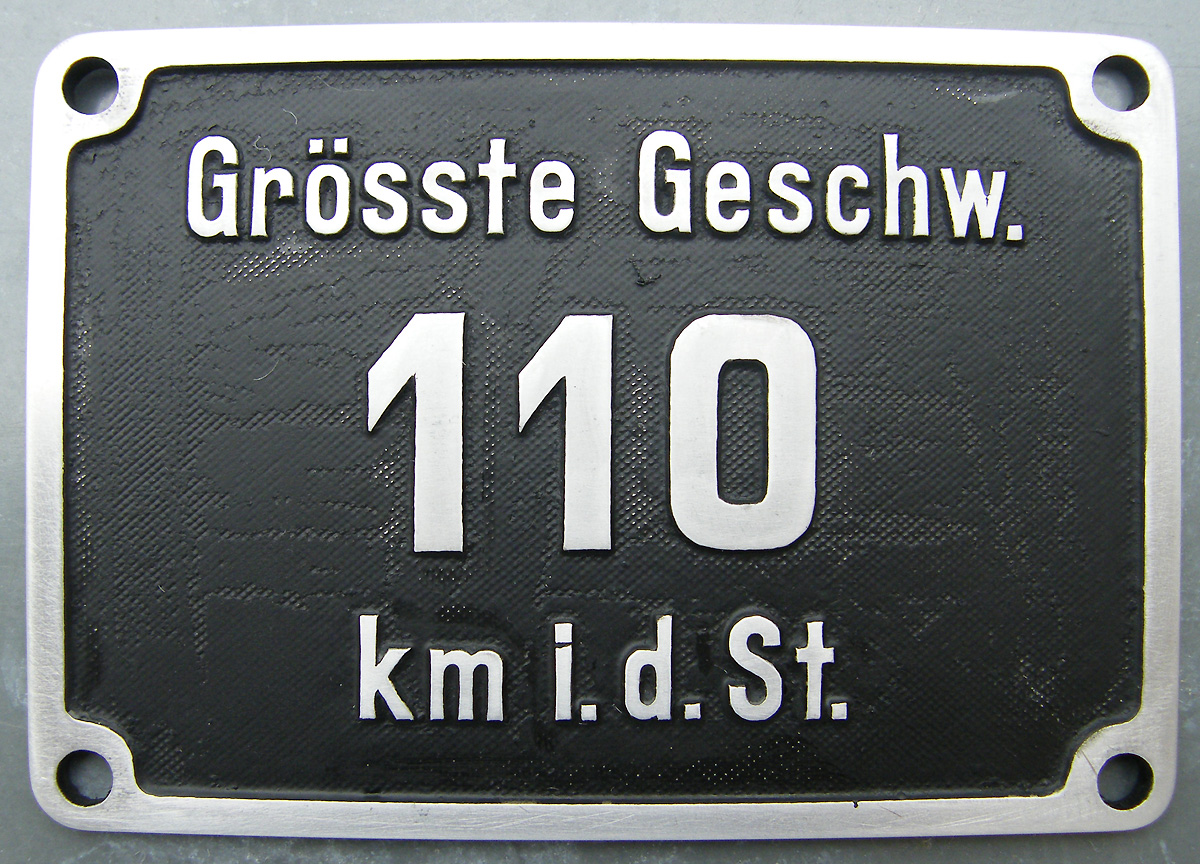 Grösste Geschw.
110
km i. d. St.